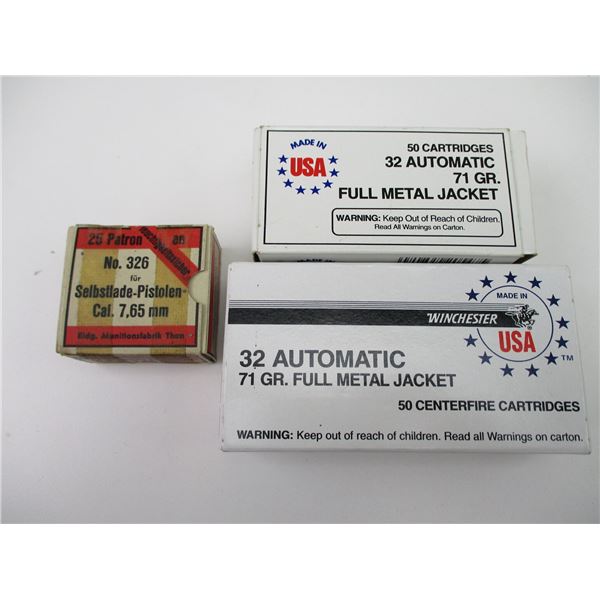 MADE IN
USA
50 CARTRIDGES
32 AUTOMATIC
71 GR.
FULL METAL JACKET
WARNING: Keep Out of Reach of Children.
Read All Warnings on Carton.
25 Patron en
No. 326
für
Selbstlade-Pistolen
Cal. 7,65 mm
Eidg. Munitionsfabrik Thun
MADE IN
WINCHESTER
USA
TM
32 AUTOMATIC
71 GR. FULL METAL JACKET
50 CENTERFIRE CARTRIDGES
WARNING: Keep out of reach of children. Read all Warnings on carton.